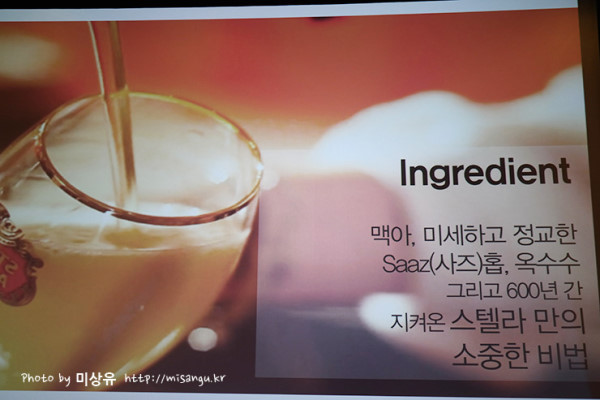 Ingredient
맥아, 미세하고 정교한
Saaz(사즈)홉, 옥수수
그리고 600년 간
지켜온 스텔라 만의
소중한 비법
Photo by 미상유 http://misangu.kr